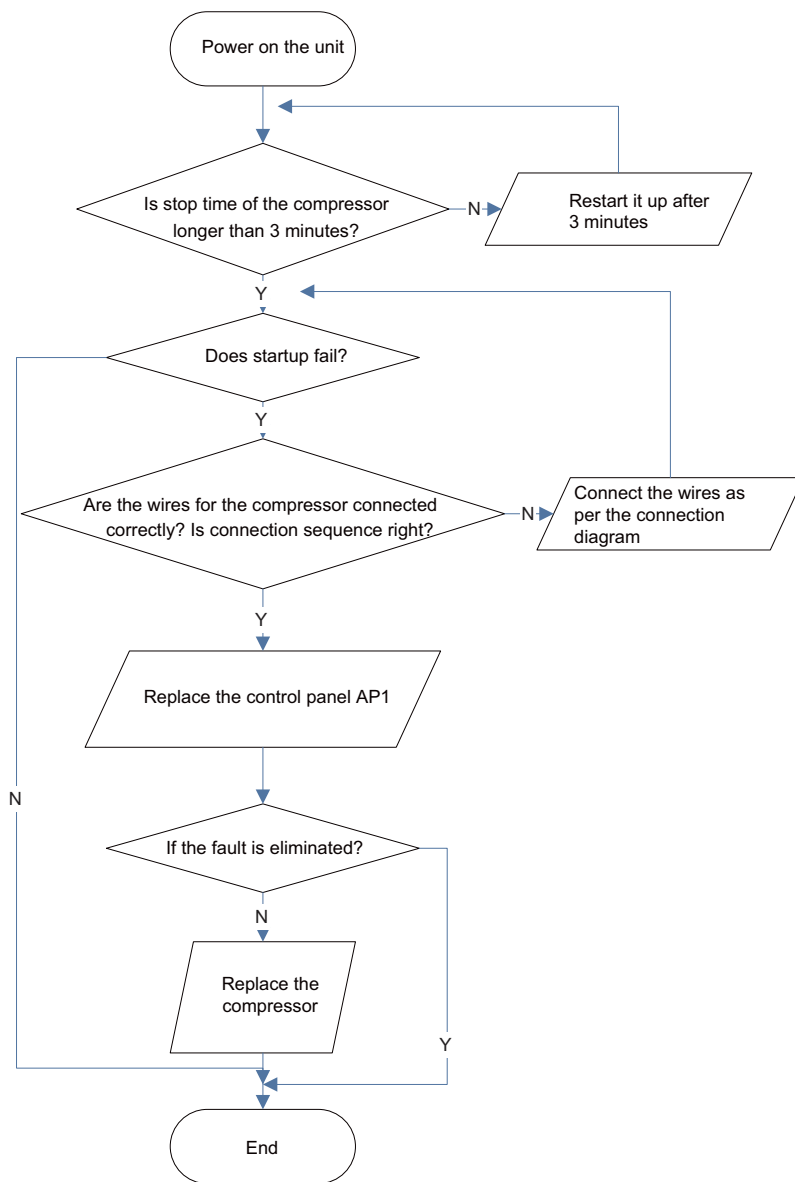 Power on the unit
Is stop time of the compressor
longer than 3 minutes?
N
Restart it up after
3 minutes
Y
Does startup fail?
Y
Are the wires for the compressor connected
correctly? Is connection sequence right?
N
Connect the wires as
per the connection
diagram
Y
Replace the control panel AP1
N
If the fault is eliminated?
N
Replace the
compressor
Y
End